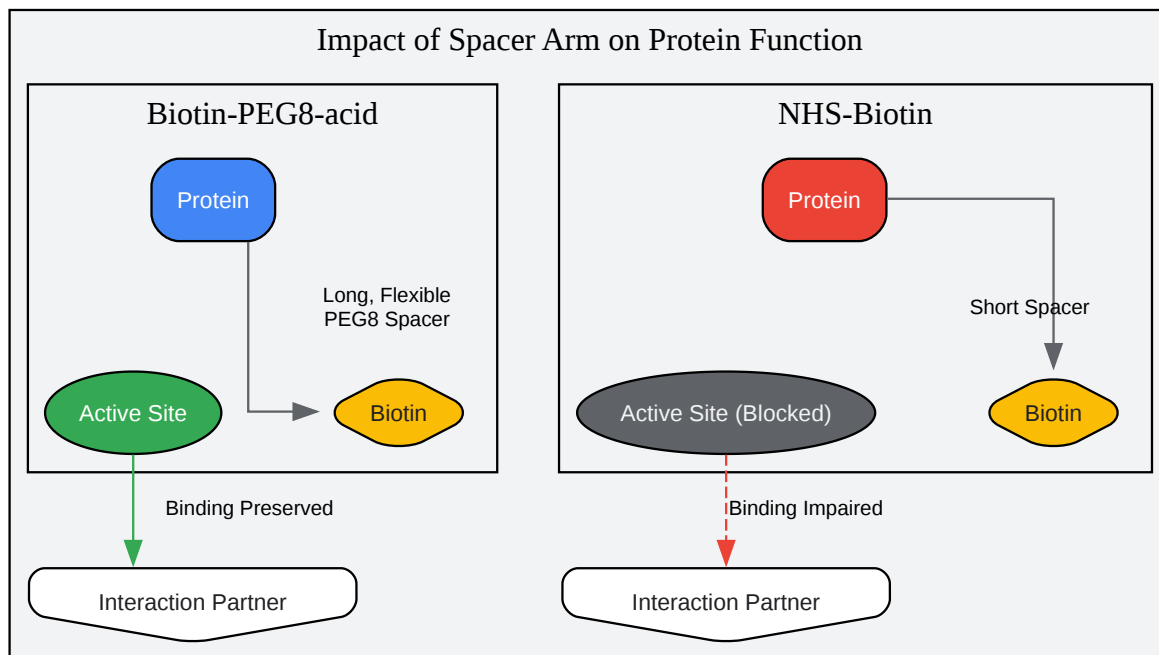 Impact of Spacer Arm on Protein Function
Biotin-PEG8-acid
Protein
Long, Flexible
PEG8 Spacer
Active Site
Biotin
Binding Preserved
Interaction Partner
NHS-Biotin
Protein
Short Spacer
Active Site (Blocked)
Biotin
Binding Impaired
Interaction Partner